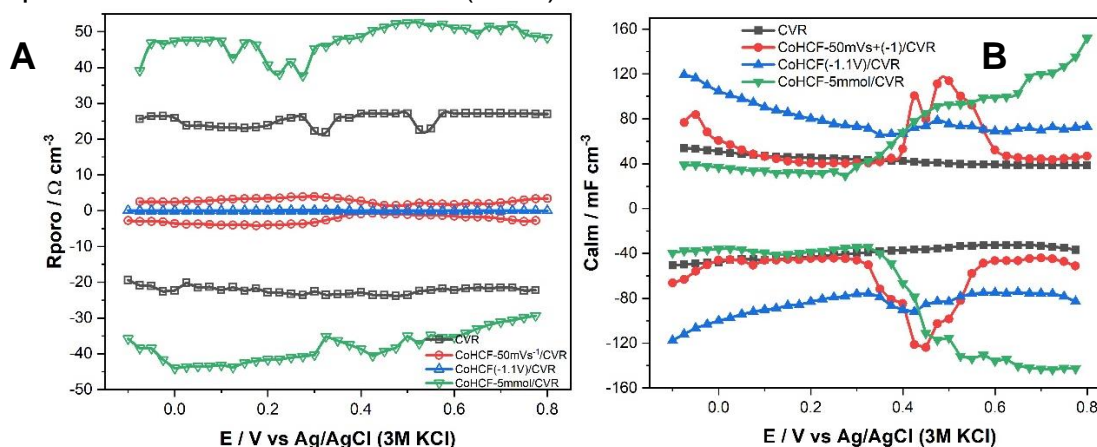 A
Rporo / Ω cm⁻³
50
40
30
20
10
0
-10
-20
-30
-40
-50
0.0 0.2 0.4 0.6 0.8
E / V vs Ag/AgCl (3M KCl)
CVR
CoHCF-50mVs⁻¹/CVR
CoHCF(-1.1V)/CVR
CoHCF-5mmol/CVR
B
Calm / mF cm⁻³
160
120
80
40
0
-40
-80
-120
-160
0.0 0.2 0.4 0.6 0.8
E / V vs Ag/AgCl (3M KCl)
CVR
CoHCF-50mVs+(-1)/CVR
CoHCF(-1.1V)/CVR
CoHCF-5mmol/CVR